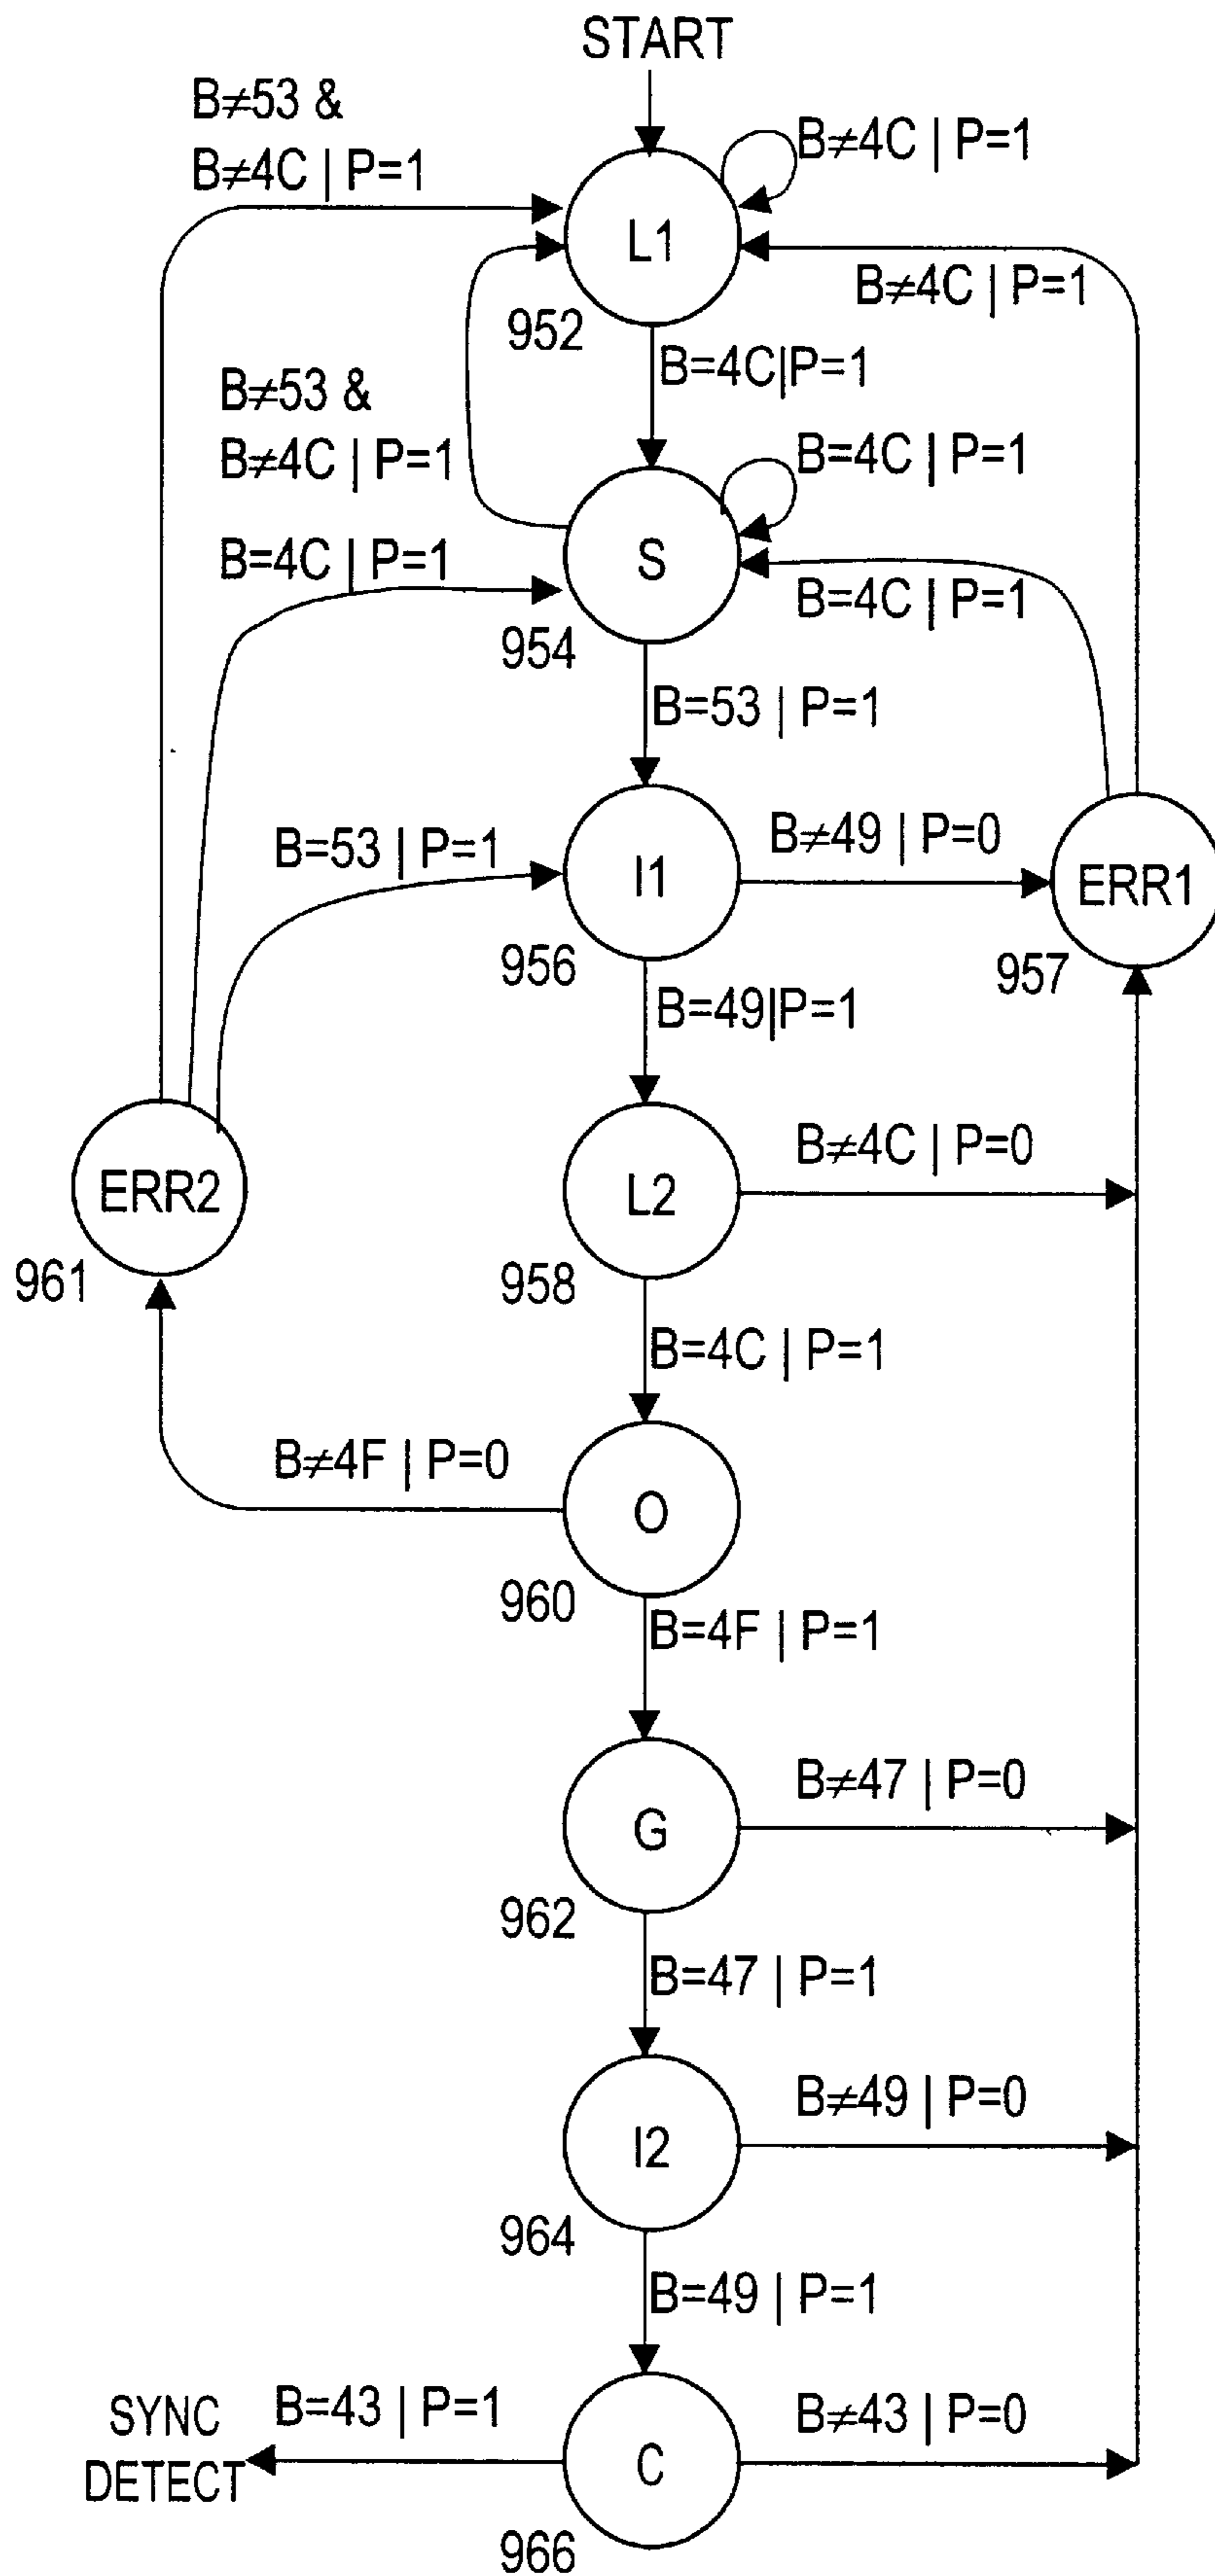 START
B≠53 &
B≠4C | P=1
B≠4C | P=1
L1
B≠4C | P=1
952
B=4C|P=1
B≠53 &
B≠4C | P=1
B=4C | P=1
B=4C | P=1
S
B=4C | P=1
954
B=53 | P=1
B=53 | P=1
I1
B≠49 | P=0
ERR1
956
957
B=49|P=1
ERR2
L2
B≠4C | P=0
961
958
B=4C | P=1
B≠4F | P=0
O
960
B=4F | P=1
G
B≠47 | P=0
962
B=47 | P=1
I2
B≠49 | P=0
964
B=49 | P=1
SYNC
DETECT
B=43 | P=1
C
B≠43 | P=0
966